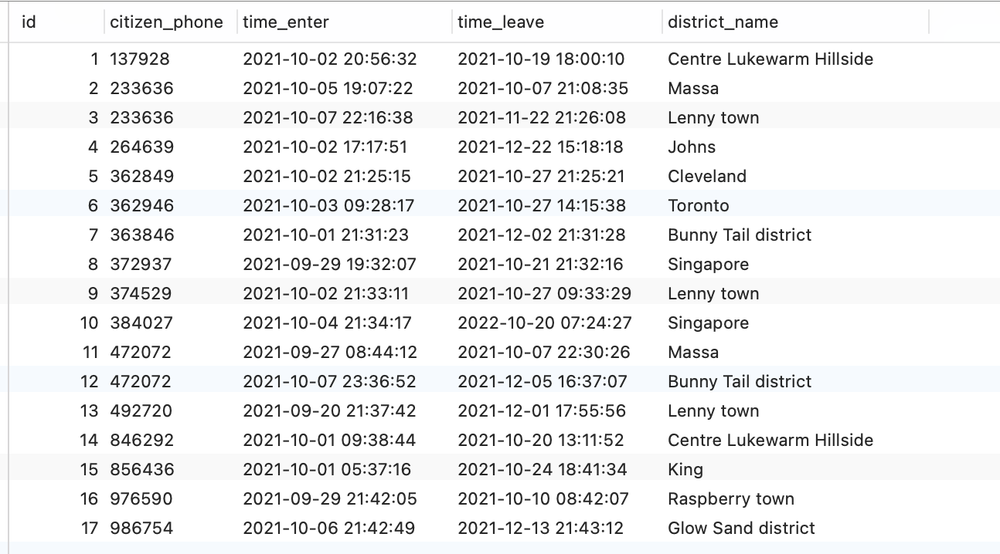 id citizen_phone time_enter time_leave district_name
1 137928 2021-10-02 20:56:32 2021-10-19 18:00:10 Centre Lukewarm Hillside
2 233636 2021-10-05 19:07:22 2021-10-07 21:08:35 Massa
3 233636 2021-10-07 22:16:38 2021-11-22 21:26:08 Lenny town
4 264639 2021-10-02 17:17:51 2021-12-22 15:18:18 Johns
5 362849 2021-10-02 21:25:15 2021-10-27 21:25:21 Cleveland
6 362946 2021-10-03 09:28:17 2021-10-27 14:15:38 Toronto
7 363846 2021-10-01 21:31:23 2021-12-02 21:31:28 Bunny Tail district
8 372937 2021-09-29 19:32:07 2021-10-21 21:32:16 Singapore
9 374529 2021-10-02 21:33:11 2021-10-27 09:33:29 Lenny town
10 384027 2021-10-04 21:34:17 2022-10-20 07:24:27 Singapore
11 472072 2021-09-27 08:44:12 2021-10-07 22:30:26 Massa
12 472072 2021-10-07 23:36:52 2021-12-05 16:37:07 Bunny Tail district
13 492720 2021-09-20 21:37:42 2021-12-01 17:55:56 Lenny town
14 846292 2021-10-01 09:38:44 2021-10-20 13:11:52 Centre Lukewarm Hillside
15 856436 2021-10-01 05:37:16 2021-10-24 18:41:34 King
16 976590 2021-09-29 21:42:05 2021-10-10 08:42:07 Raspberry town
17 986754 2021-10-06 21:42:49 2021-12-13 21:43:12 Glow Sand district